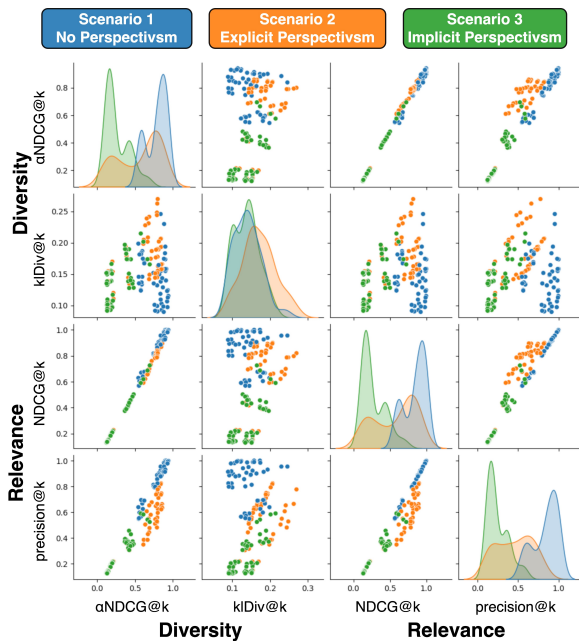 Scenario 1
No Perspectivsm
Scenario 2
Explicit Perspectivsm
Scenario 3
Implicit Perspectivsm
Diversity
αNDCG@k
0.8
0.6
0.4
0.2
klDiv@k
0.25
0.20
0.15
0.10
Relevance
NDCG@k
1.0
0.8
0.6
0.4
0.2
precision@k
1.0
0.8
0.6
0.4
0.2
0.0 0.5 1.0
0.1 0.2 0.3
0.0 0.5 1.0
0.0 0.5 1.0
αNDCG@k klDiv@k NDCG@k precision@k
Diversity Relevance